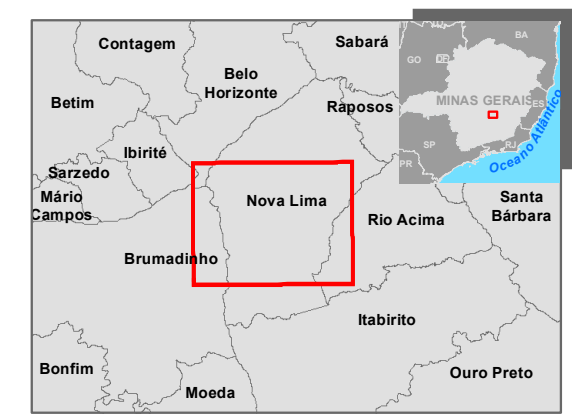 Contagem
Sabará
Belo
Horizonte
Betim
Raposos
Ibirité
Sarzedo
Mário
Campos
Nova Lima
Rio Acima
Santa
Bárbara
Brumadinho
Itabirito
Bonfim
Moeda
Ouro Preto
BA
GO
DF
MINAS GERAIS
ES
SP
RJ
PR
Oceano Atlântico